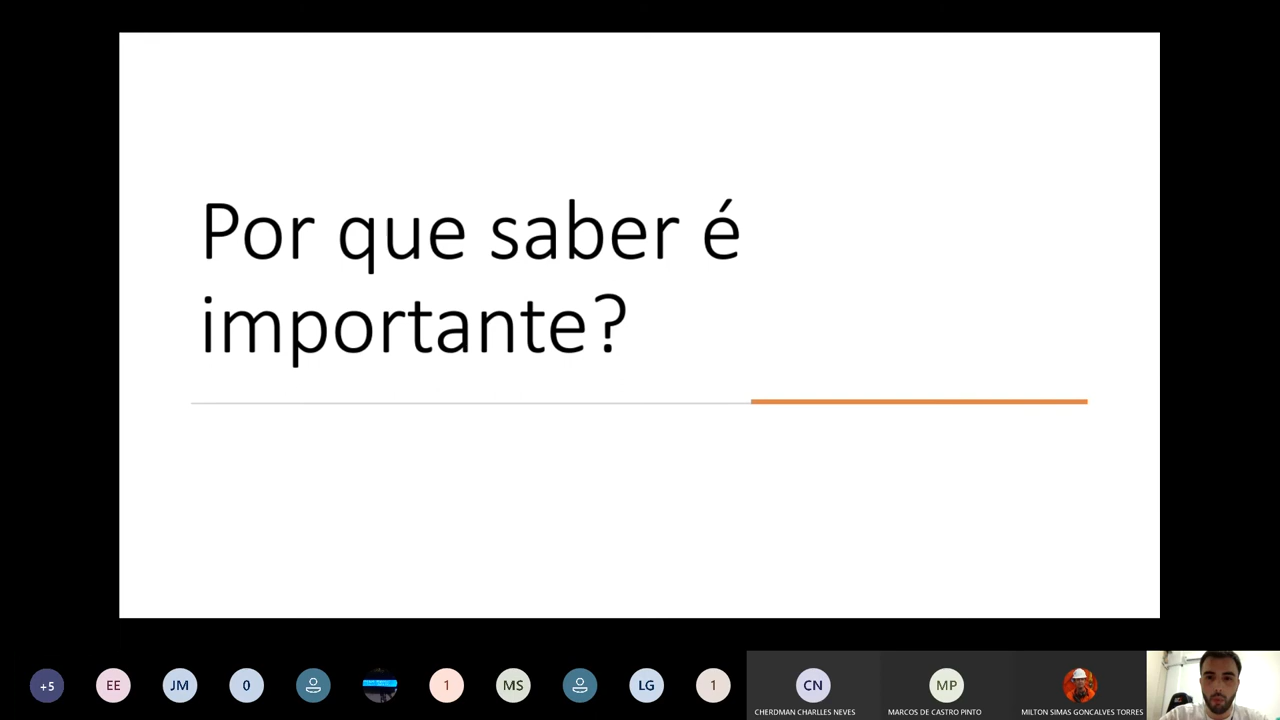 Por que saber é
importante?
+5
EE
JM
0
1
MS
LG
1
CN
MP
CHERDMAN CHARLLES NEVES
MARCOS DE CASTRO PINTO
MILTON SIMAS GONCALVES TORRES